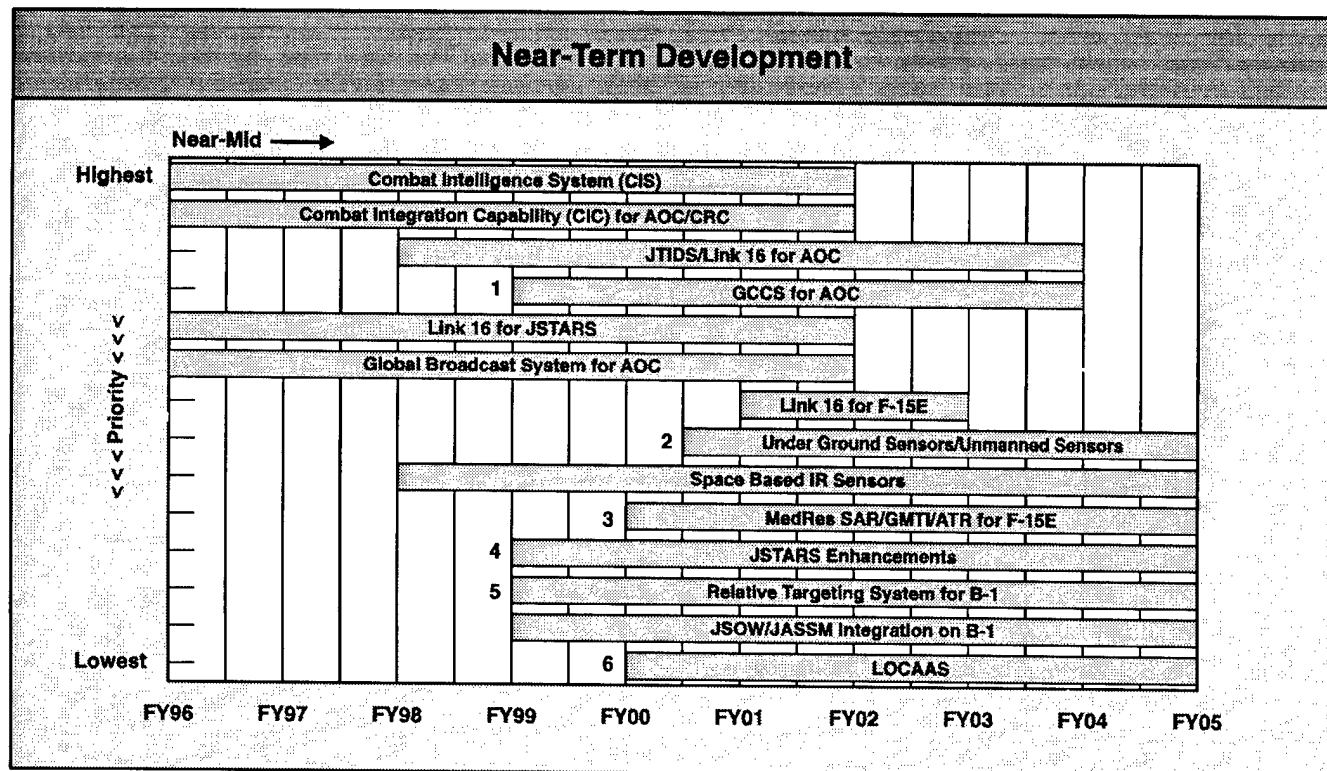 Near-Term Development
Near-Mid
Highest
Combat Intelligence System (CIS)
Combat Integration Capability (CIC) for AOC/CRC
JTIDS/Link 16 for AOC
1 GCCS for AOC
Link 16 for JSTARS
Global Broadcast System for AOC
< < < Priority < < <
Link 16 for F-15E
2 Under Ground Sensors/Unmanned Sensors
Space Based IR Sensors
3 MedRes SAR/GMTI/ATR for F-15E
4 JSTARS Enhancements
5 Relative Targeting System for B-1
JSOW/JASSM Integration on B-1
Lowest
6 LOCAAS
FY96 FY97 FY98 FY99 FY00 FY01 FY02 FY03 FY04 FY05